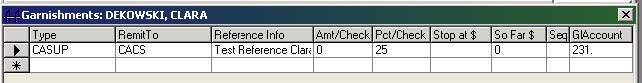 Garnishments: DEKOWSKI, CLARA
Type RemitTo Reference Info Amt/Check Pct/Check Stop at $ So Far $ Seq GlAccount
CASUP CACS Test Reference Clara 0 25 0 231.